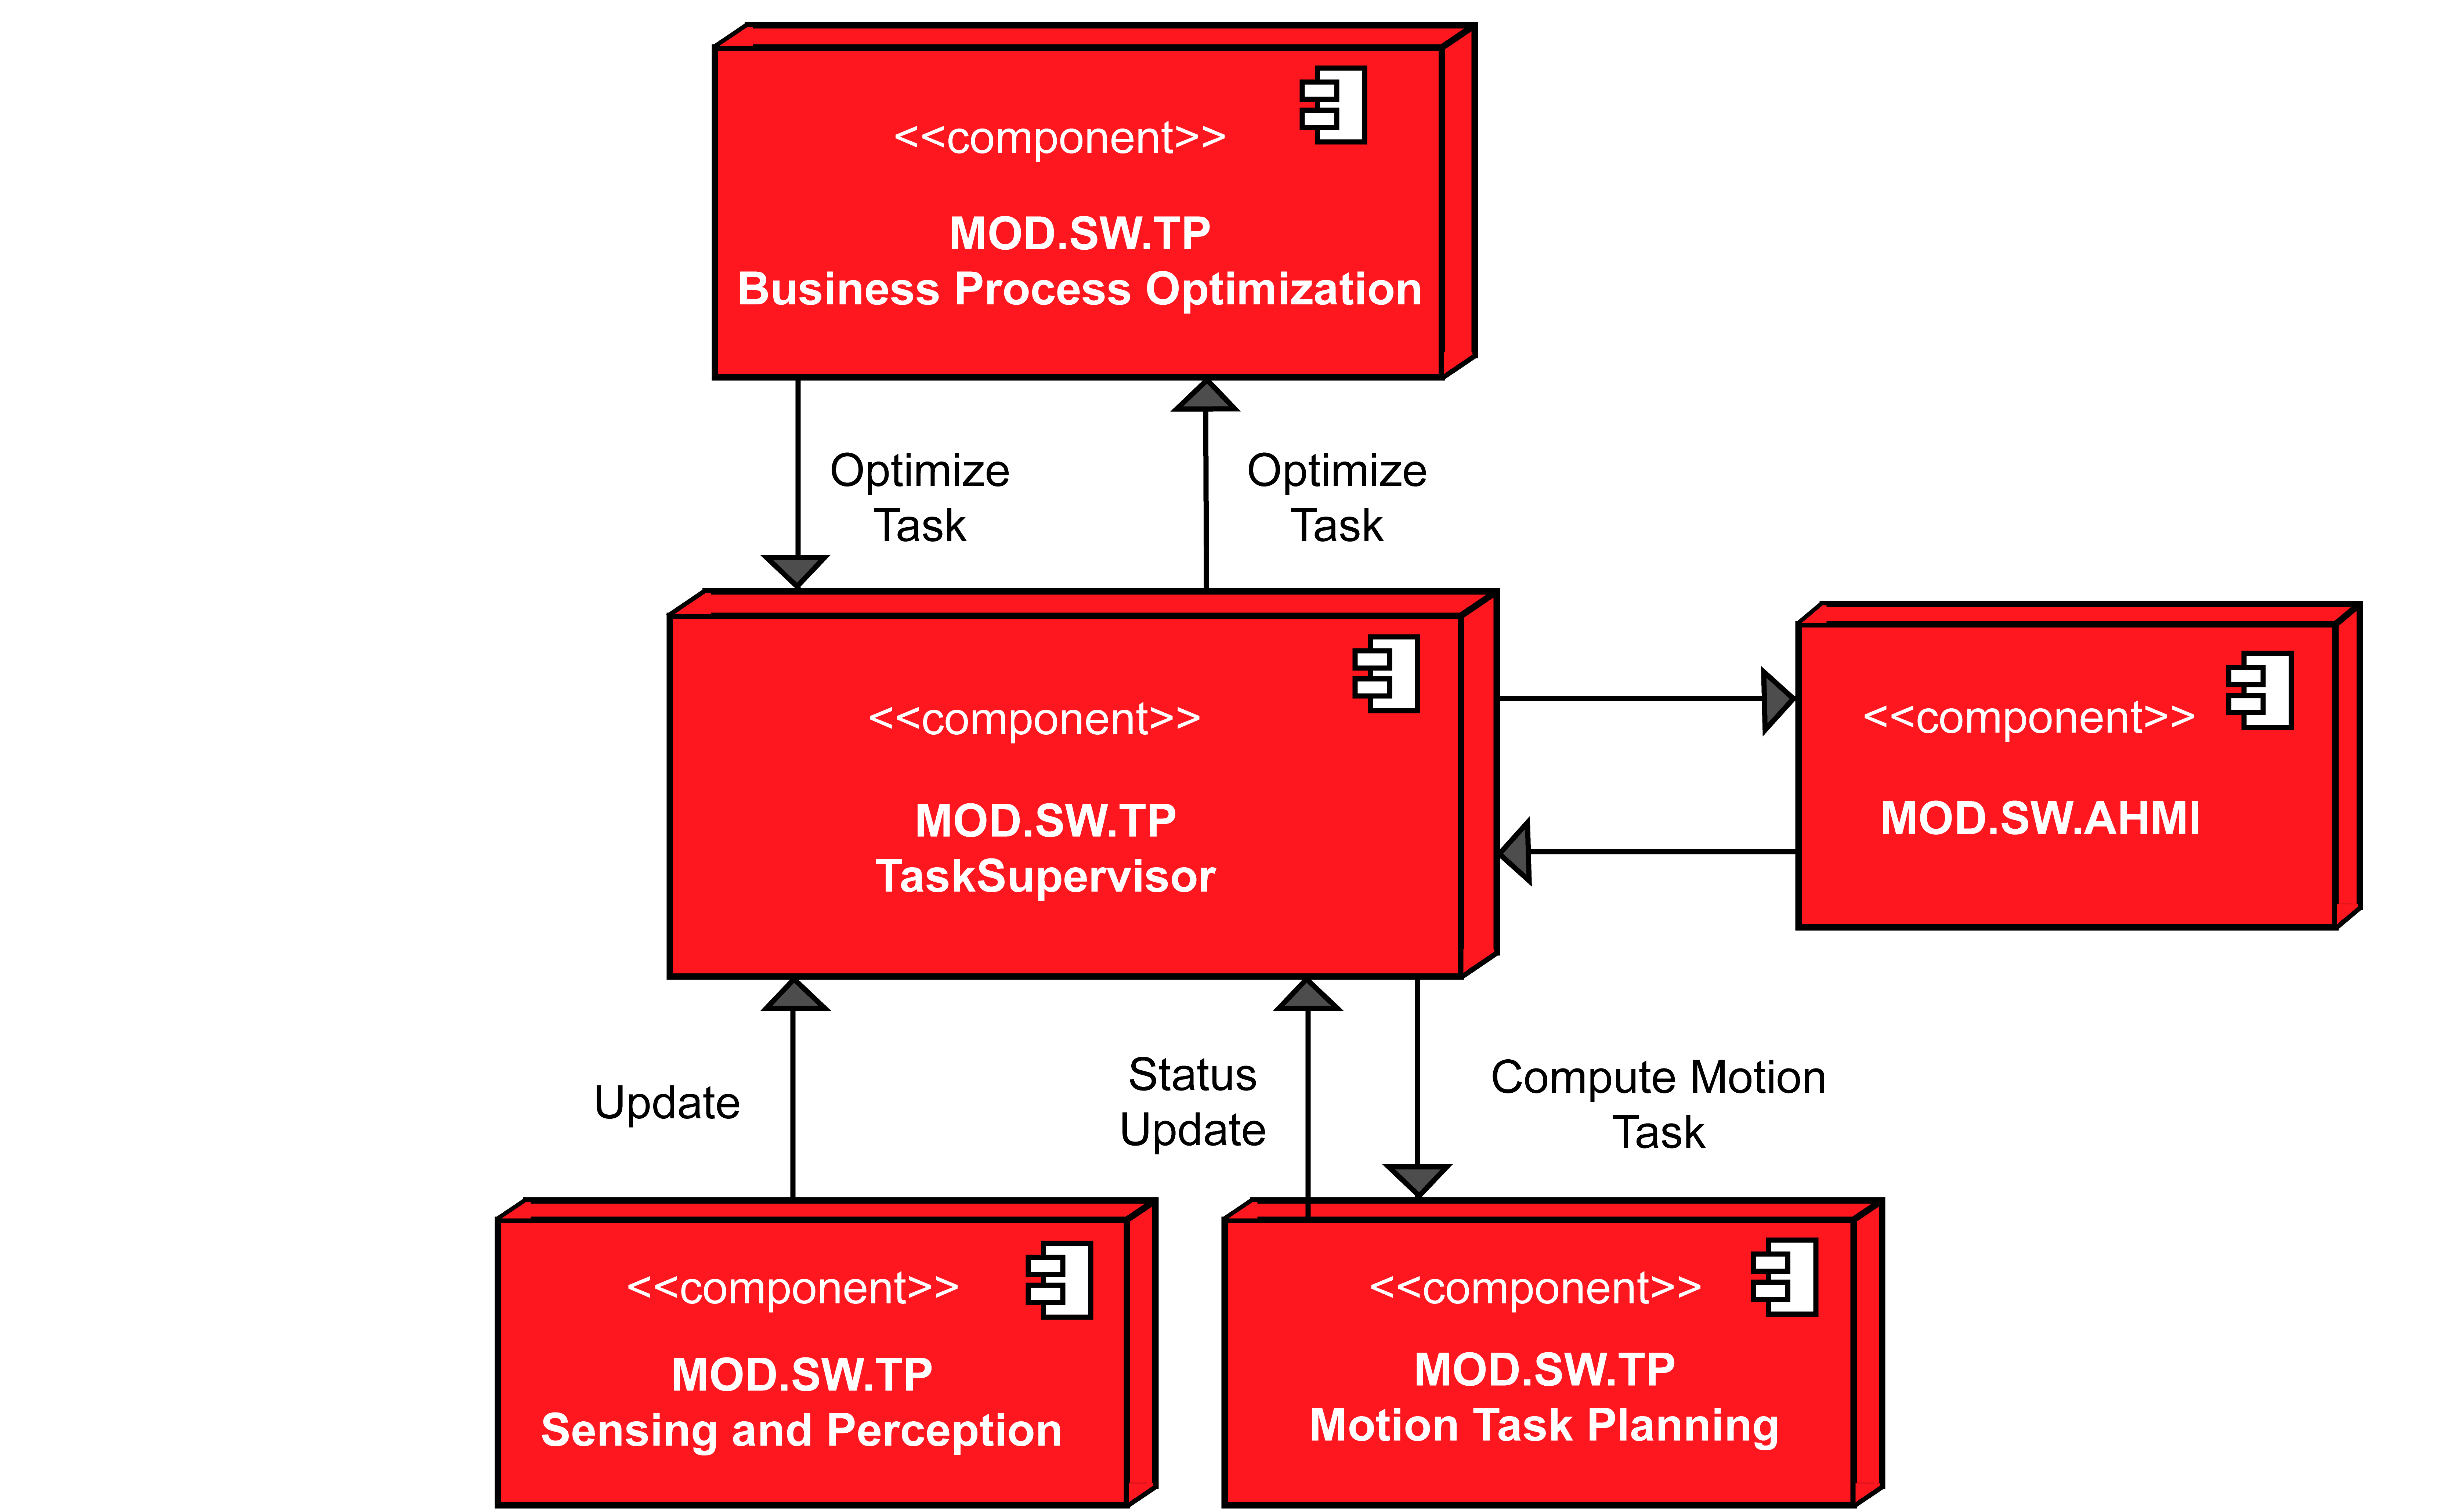 <<component>>
MOD.SW.TP
Business Process Optimization
Optimize
Task
Optimize
Task
<<component>>
MOD.SW.TP
TaskSupervisor
<<component>>
MOD.SW.AHMI
Update
Status
Update
Compute Motion
Task
<<component>>
MOD.SW.TP
Sensing and Perception
<<component>>
MOD.SW.TP
Motion Task Planning